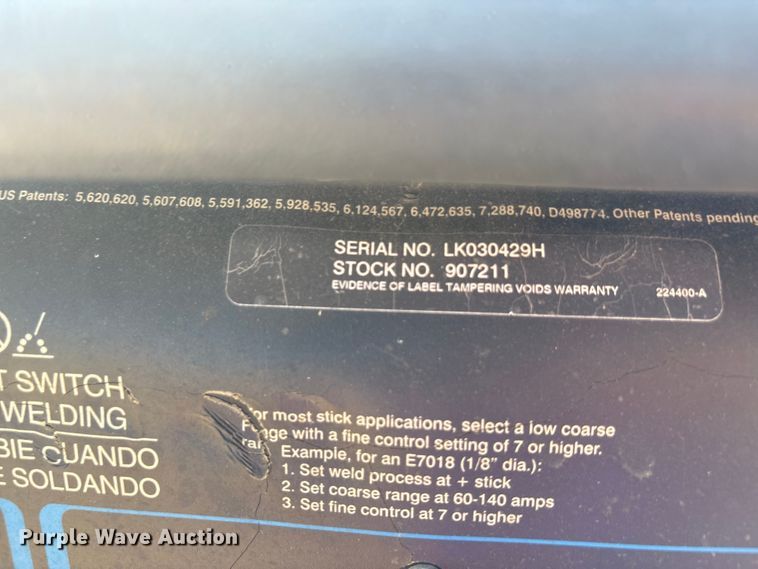 US Patents: 5,620,620, 5,607,608, 5,591,362, 5,928,535, 6,124,567, 6,472,635, 7,288,740, D498774. Other Patents pending
SERIAL NO. LK030429H
STOCK NO. 907211
EVIDENCE OF LABEL TAMPERING VOIDS WARRANTY 224400-A
T SWITCH
WELDING
BIE CUANDO
E SOLDANDO
For most stick applications, select a low coarse
range with a fine control setting of 7 or higher.
Example, for an E7018 (1/8" dia.):
1. Set weld process at + stick
2. Set coarse range at 60-140 amps
3. Set fine control at 7 or higher
Purple Wave Auction